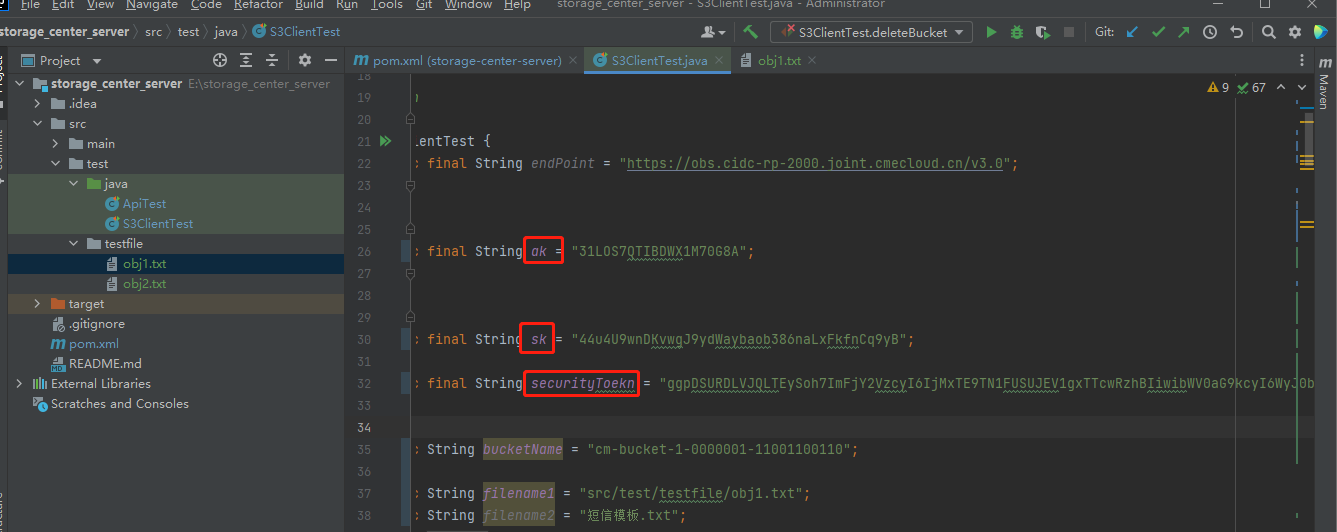 File Edit View Navigate Code Refactor Build Run Tools Git Window Help storage_center_server - S3ClientTest.java - Administrator
storage_center_server src test java S3ClientTest S3ClientTest.deleteBucket Git:
Project pom.xml (storage-center-server) S3ClientTest.java obj1.txt
storage_center_server E:\storage_center_server
.idea
src
main
test
java
ApiTest
S3ClientTest
testfile
obj1.txt
obj2.txt
target
.gitignore
pom.xml
README.md
External Libraries
Scratches and Consoles
9 67
Maven
18
19
20
21 lentTest {
22 final String endPoint = "https://obs.cidc-rp-2000.joint.cmecloud.cn/v3.0";
23
24
25
26 final String ak = "31LOS7QTIBDWX1M70G8A";
27
28
29
30 final String sk = "44u4U9wnDKvwgJ9ydWaybaob386naLxFkfnCq9yB";
31
32 final String securityToekn = "ggpDSURDLVJQLTEySoh7ImFjY2VzcyI6IjMxTE9TN1FUSUJEV1gxTTcwRzhBIiwibWV0aG9kcyI6WyJ0b
33
34
35 String bucketName = "cm-bucket-1-0000001-11001100110";
36
37 String filename1 = "src/test/testfile/obj1.txt";
38 String filename2 = "短信模板.txt";